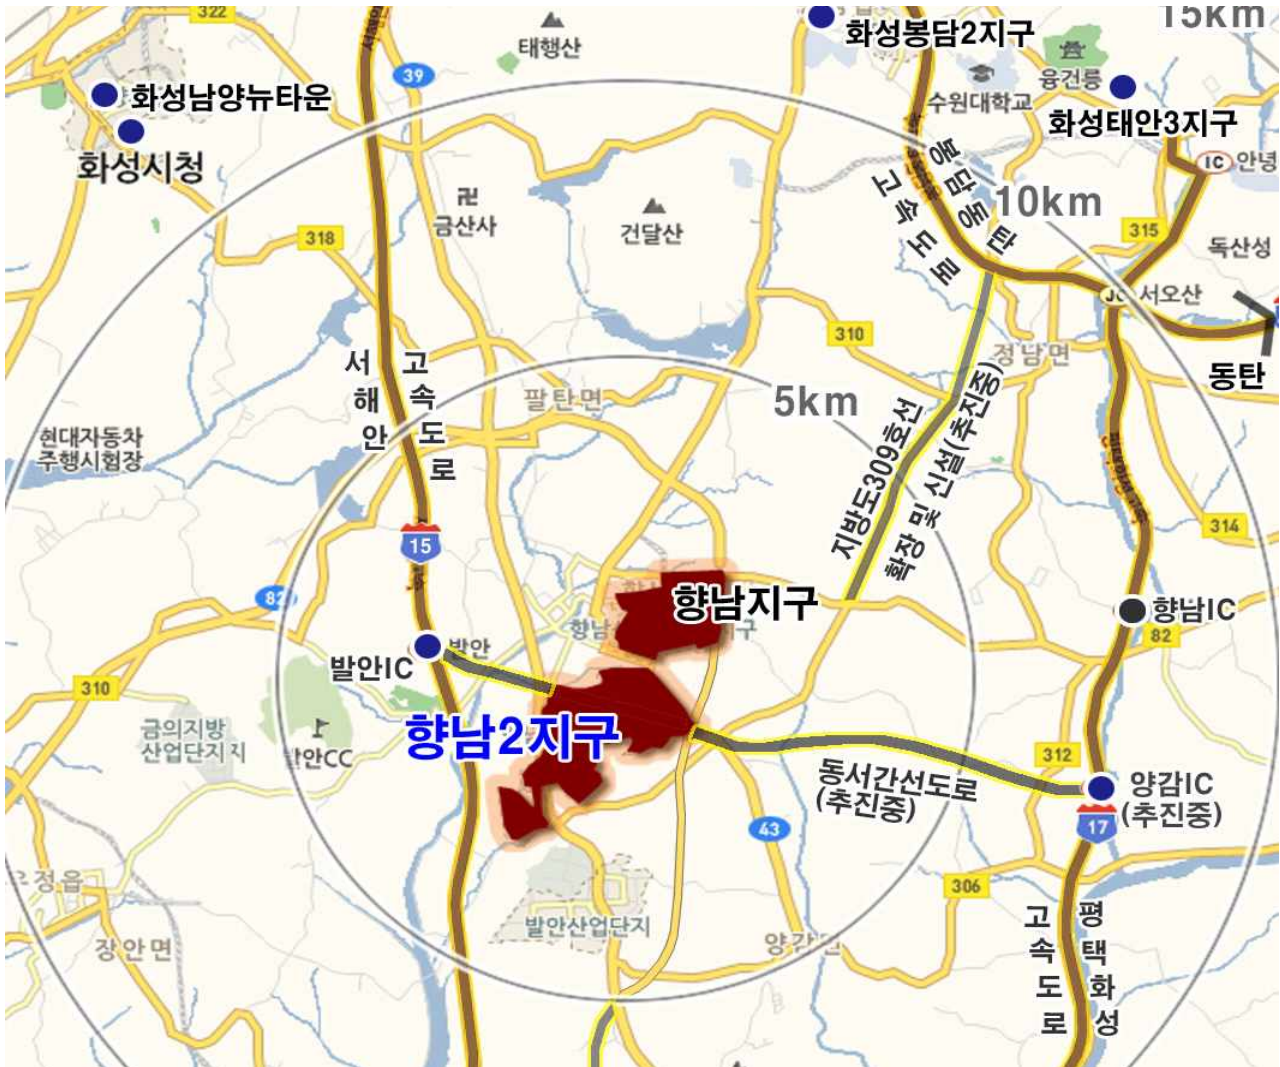 322
15km
태행산
화성봉담2지구
39
융건릉
화성남양뉴타운
수원대학교
화성태안3지구
화성시청
IC
안녕
금산사
봉담동탄
고속도로
10km
318
건달산
315
독산성
JC
서오산
310
정남면
서해안
고속도로
동탄
팔탄면
5km
현대자동차
주행시험장
지방도309호선
확장 및 신설(추진중)
314
15
82
향남지구
향남IC
82
발안
발안IC
310
향남2지구
금의지방
산업단지
발안CC
312
동서간선도로
(추진중)
양감IC
(추진중)
43
17
306
발안산업단지
장안면
양감면
평택화성
고속도로